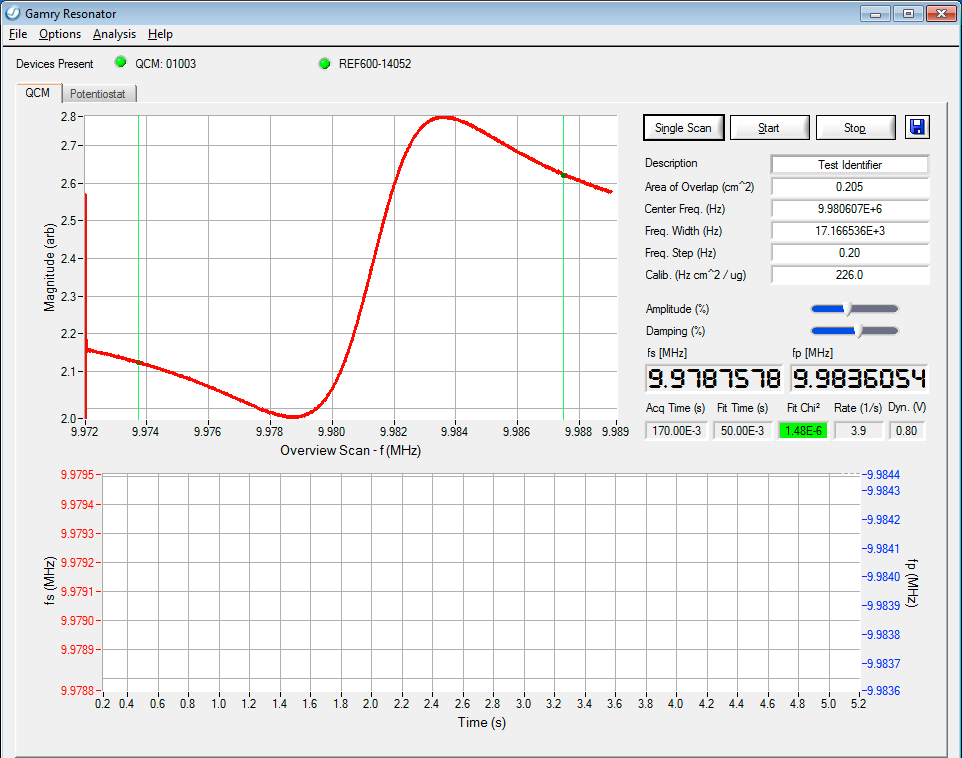 Gamry Resonator
File Options Analysis Help
Devices Present QCM: 01003 REF600-14052
QCM Potentiostat
Single Scan Start Stop
Description Test Identifier
Area of Overlap (cm^2) 0.205
Center Freq. (Hz) 9.980607E+6
Freq. Width (Hz) 17.166536E+3
Freq. Step (Hz) 0.20
Calib. (Hz cm^2 / ug) 226.0
Amplitude (%)
Damping (%)
fs [MHz] fp [MHz]
9.9787578 9.9836054
Acq Time (s) Fit Time (s) Fit Chi² Rate (1/s) Dyn. (V)
170.00E-3 50.00E-3 1.48E-6 3.9 0.80
Magnitude (arb)
2.8
2.7
2.6
2.5
2.4
2.3
2.2
2.1
2.0
9.972 9.974 9.976 9.978 9.980 9.982 9.984 9.986 9.988 9.989
Overview Scan - f (MHz)
fs (MHz)
9.9795
9.9794
9.9793
9.9792
9.9791
9.9790
9.9789
9.9788
9.9844
9.9843
9.9842
9.9841
9.9840
9.9839
9.9838
9.9837
9.9836
fp (MHz)
0.2 0.4 0.6 0.8 1.0 1.2 1.4 1.6 1.8 2.0 2.2 2.4 2.6 2.8 3.0 3.2 3.4 3.6 3.8 4.0 4.2 4.4 4.6 4.8 5.0 5.2
Time (s)